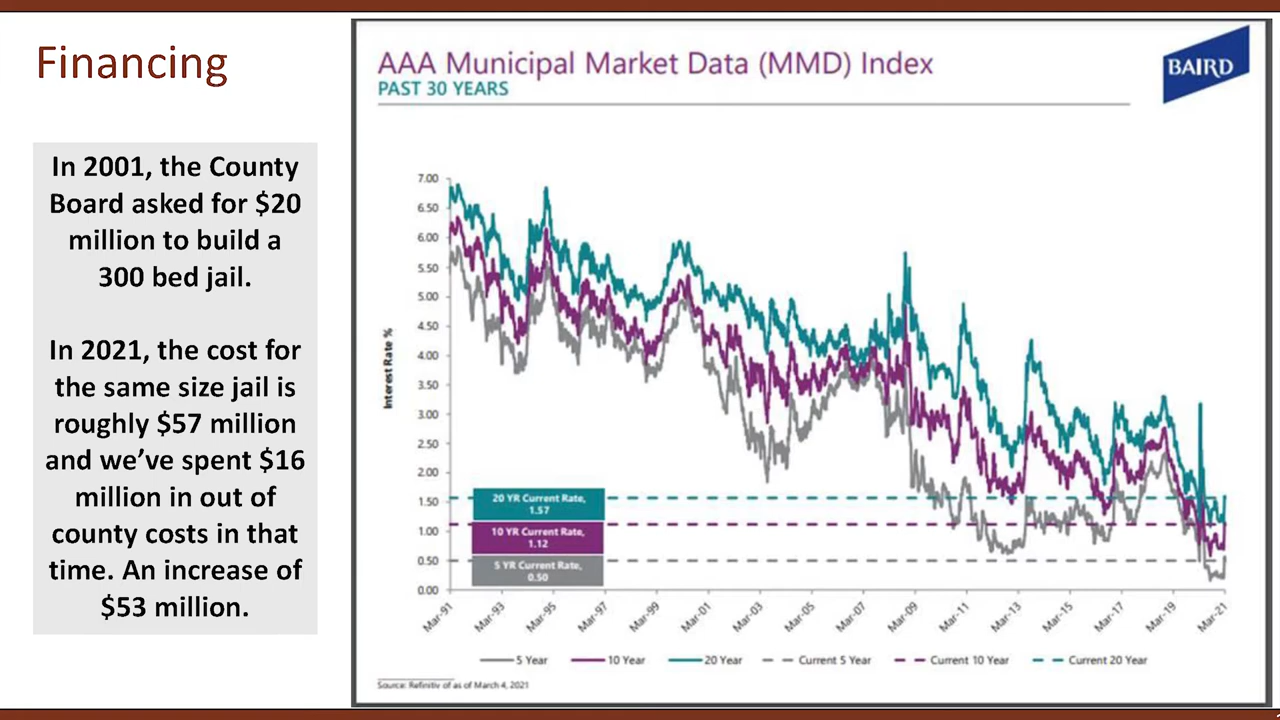 Financing
In 2001, the County
Board asked for $20
million to build a
300 bed jail.
In 2021, the cost for
the same size jail is
roughly $57 million
and we've spent $16
million in out of
county costs in that
time. An increase of
$53 million.
AAA Municipal Market Data (MMD) Index
PAST 30 YEARS
BAIRD
Interest Rate %
7.00
6.50
6.00
5.50
5.00
4.50
4.00
3.50
3.00
2.50
2.00
1.50
1.00
0.50
0.00
20 YR Current Rate,
1.57
10 YR Current Rate,
1.12
5 YR Current Rate,
0.50
Mar-91
Mar-93
Mar-95
Mar-97
Mar-99
Mar-01
Mar-03
Mar-05
Mar-07
Mar-09
Mar-11
Mar-13
Mar-15
Mar-17
Mar-19
Mar-21
5 Year
10 Year
20 Year
Current 5 Year
Current 10 Year
Current 20 Year
Source: Refinitiv of as of March 4, 2021